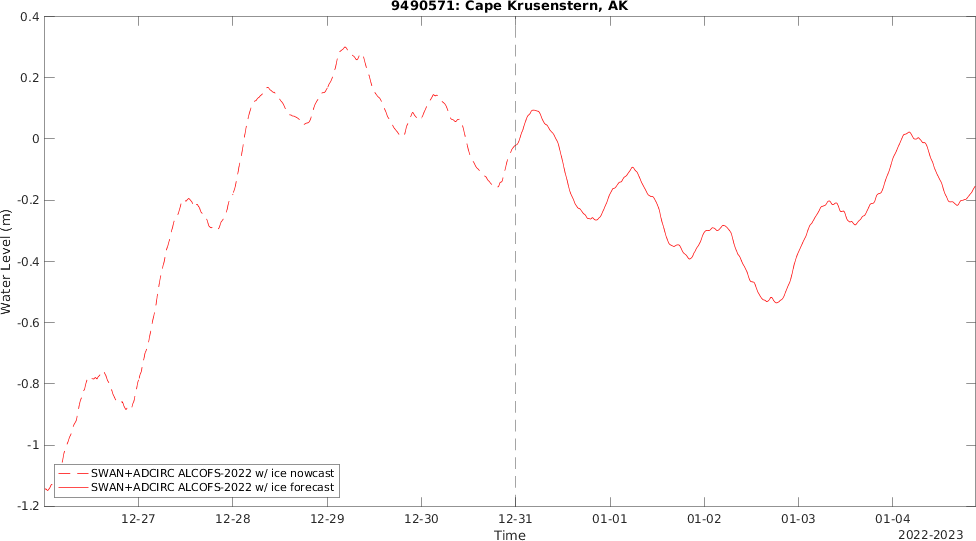 9490571: Cape Krusenstern, AK
0.4
0.2
0
-0.2
-0.4
-0.6
-0.8
-1
-1.2
Water Level (m)
SWAN+ADCIRC ALCOFS-2022 w/ ice nowcast
SWAN+ADCIRC ALCOFS-2022 w/ ice forecast
12-27 12-28 12-29 12-30 12-31 01-01 01-02 01-03 01-04
Time
2022-2023